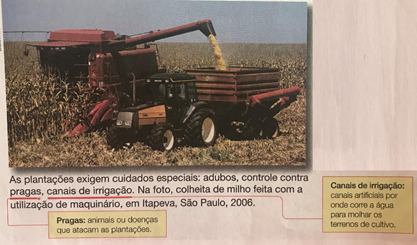 As plantações exigem cuidados especiais: adubos, controle contra
pragas, canais de irrigação. Na foto, colheita de milho feita com a
utilização de maquinário, em Itapeva, São Paulo, 2006.
Pragas: animais ou doenças
que atacam as plantações.
Canais de irrigação:
canais artificiais por
onde corre a água
para molhar os
terrenos de cultivo.